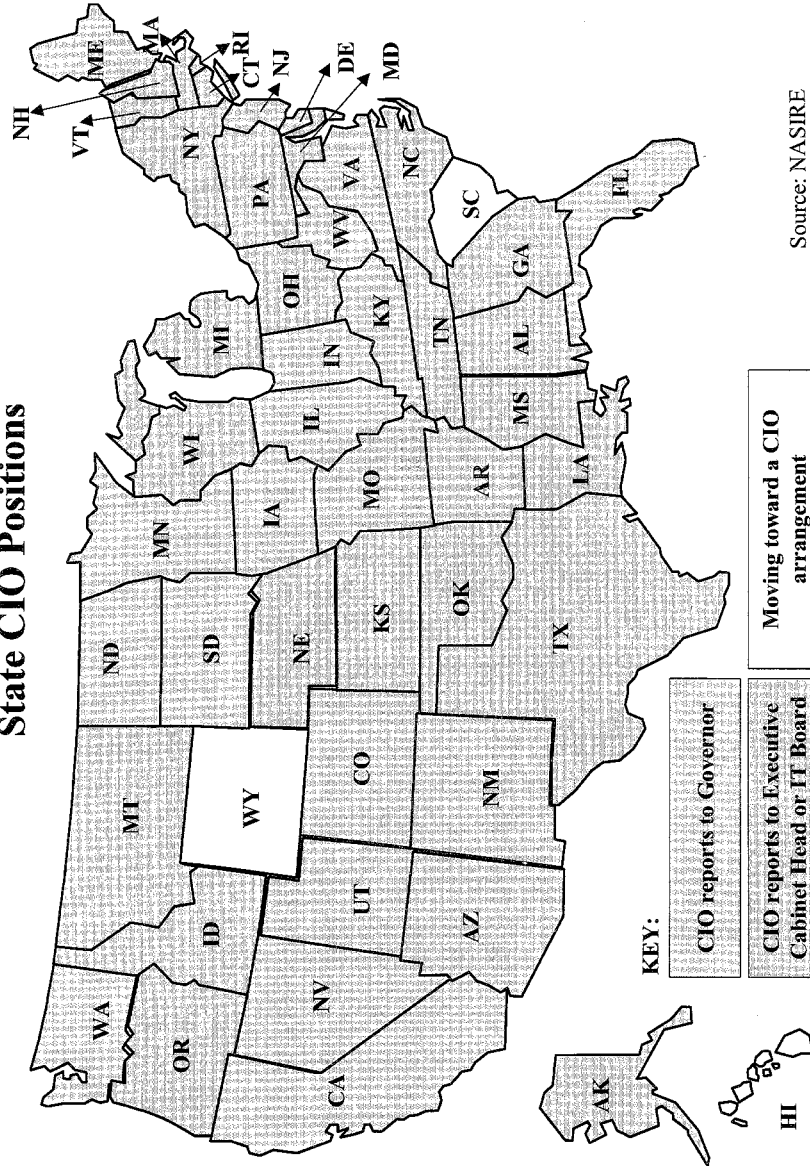 State CIO Positions
NH
VT
ME
MA
RI
CT
NJ
DE
MD
NY
PA
WA
MT
ND
MN
WI
MI
OR
ID
SD
IA
IL
IN
OH
WV
VA
WY
NE
MO
KY
NC
NV
UT
CO
KS
TN
SC
CA
AZ
NM
OK
AR
MS
AL
GA
TX
LA
FL
AK
HI
KEY:
CIO reports to Governor
CIO reports to Executive
Cabinet Head or IT Board
Moving toward a CIO
arrangement
Source: NASIRE